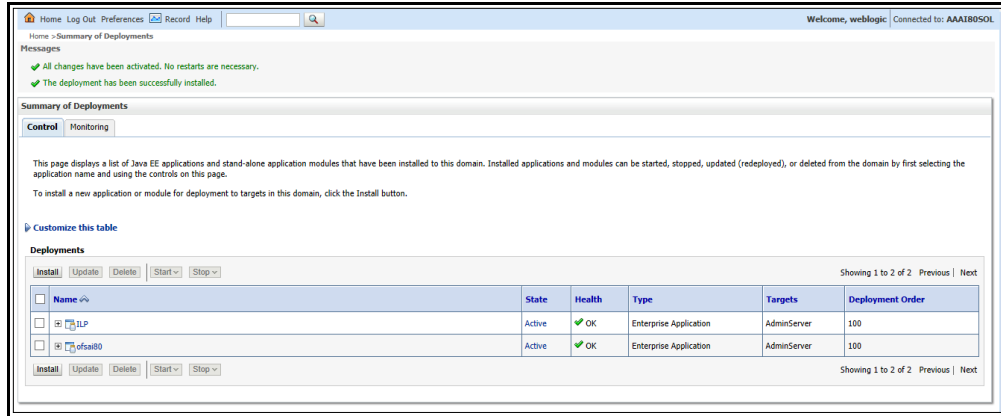 Home Log Out Preferences Record Help
Welcome, weblogic Connected to: AAAI80SOL
Home >Summary of Deployments
Messages
All changes have been activated. No restarts are necessary.
The deployment has been successfully installed.
Summary of Deployments
Control Monitoring
This page displays a list of Java EE applications and stand-alone application modules that have been installed to this domain. Installed applications and modules can be started, stopped, updated (redeployed), or deleted from the domain by first selecting the
application name and using the controls on this page.
To install a new application or module for deployment to targets in this domain, click the Install button.
Customize this table
Deployments
Install Update Delete Start Stop Showing 1 to 2 of 2 Previous | Next
Name State Health Type Targets Deployment Order
ILP Active OK Enterprise Application AdminServer 100
ofsai80 Active OK Enterprise Application AdminServer 100
Install Update Delete Start Stop Showing 1 to 2 of 2 Previous | Next